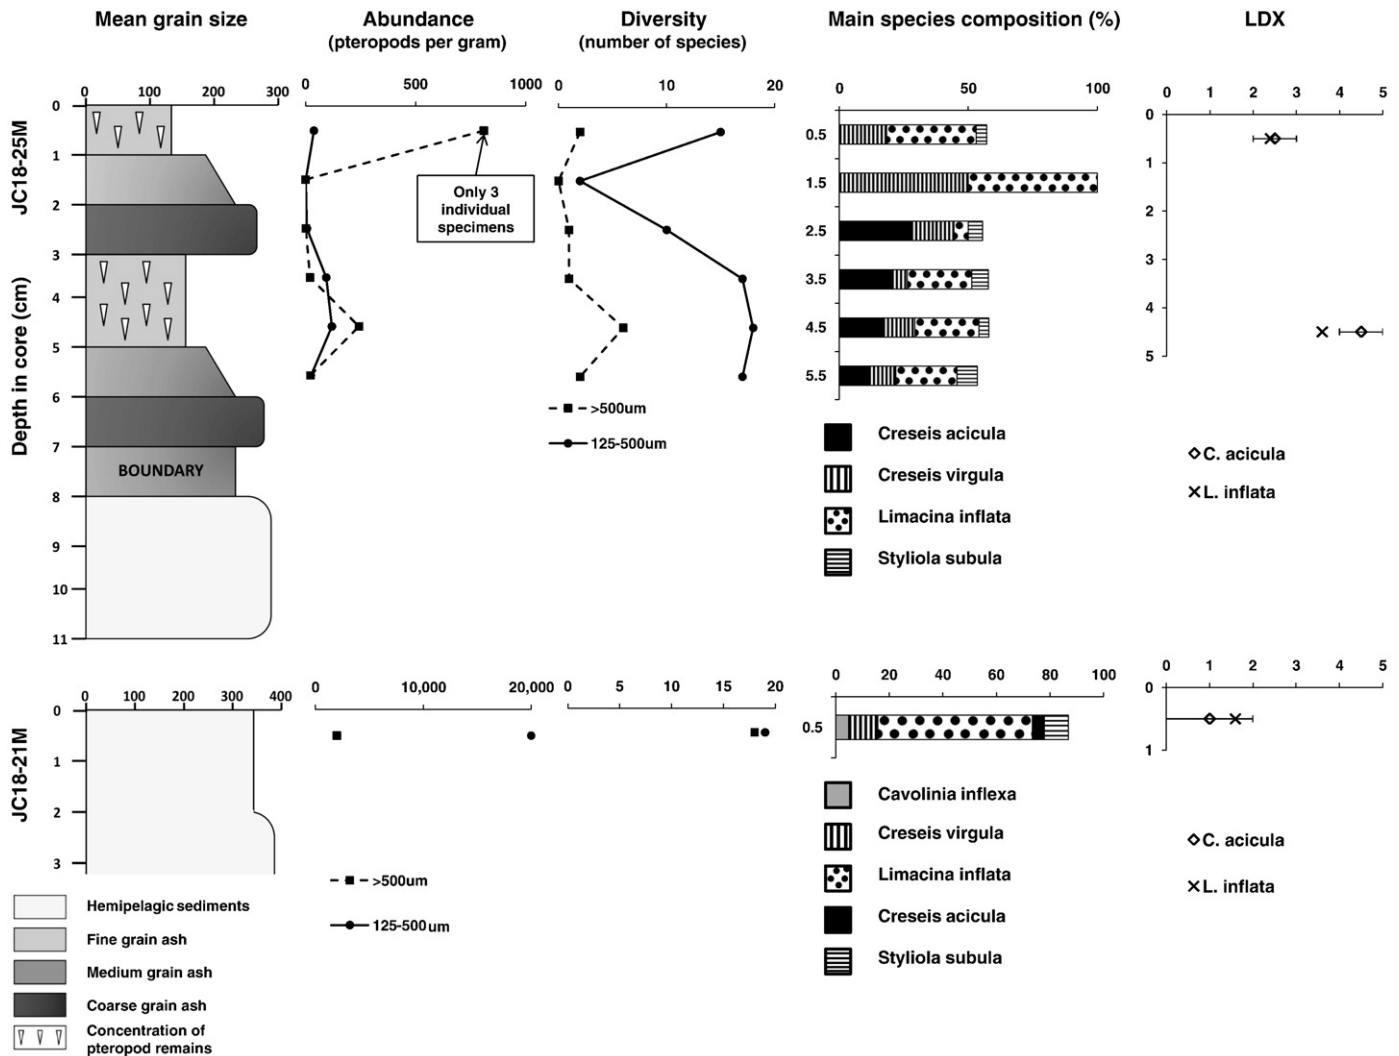 Mean grain size
Abundance
(pteropods per gram)
Diversity
(number of species)
Main species composition (%)
LDX
JC18-25M
Depth in core (cm)
0 100 200 300
0
1
2
3
4
5
6
7
8
9
10
11
BOUNDARY
0 500 1000
Only 3
individual
specimens
0 10 20
>500um
125-500um
0 50 100
0.5
1.5
2.5
3.5
4.5
5.5
Creseis acicula
Creseis virgula
Limacina inflata
Styliola subula
0 1 2 3 4 5
0
1
2
3
4
5
C. acicula
L. inflata
JC18-21M
0 100 200 300 400
0
1
2
3
0 10,000 20,000
>500um
125-500um
0 5 10 15 20
0 20 40 60 80 100
0.5
Cavolinia inflexa
Creseis virgula
Limacina inflata
Creseis acicula
Styliola subula
0 1 2 3 4 5
0
1
C. acicula
L. inflata
Hemipelagic sediments
Fine grain ash
Medium grain ash
Coarse grain ash
Concentration of
pteropod remains